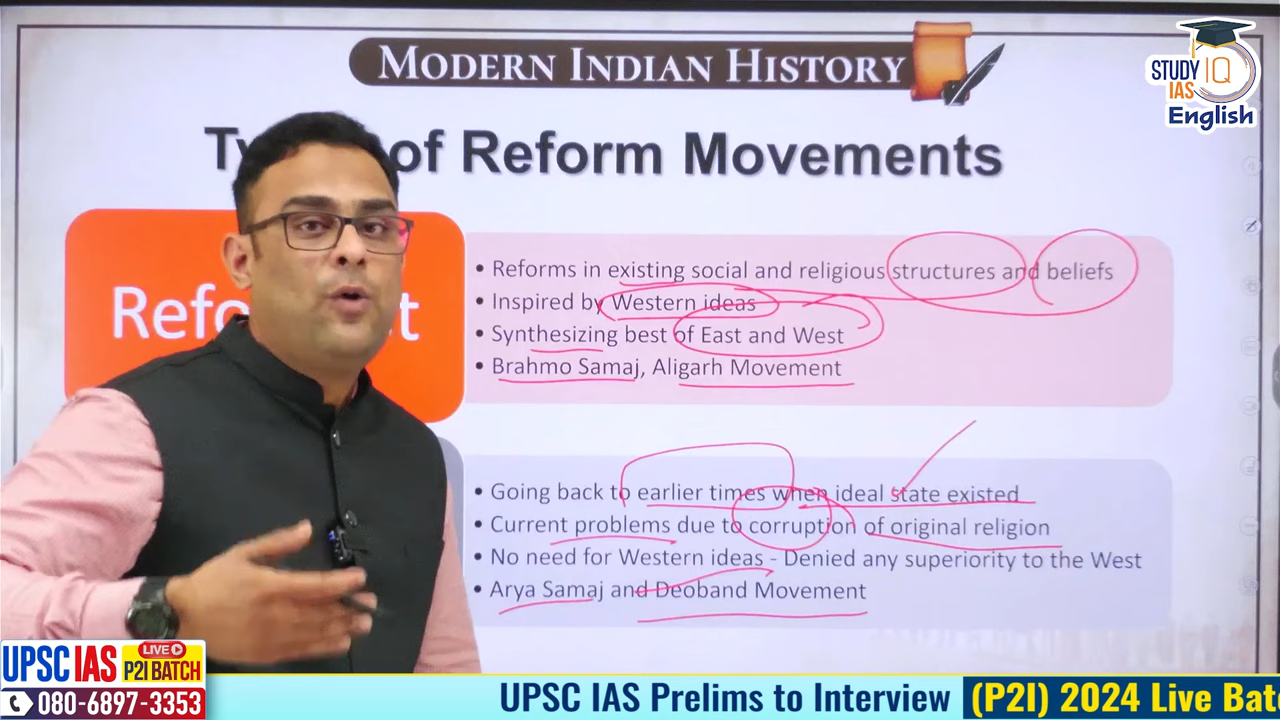 MODERN INDIAN HISTORY
STUDY IQ
IAS
English
of Reform Movements
• Reforms in existing social and religious structures and beliefs
• Inspired by Western ideas
• Synthesizing best of East and West
• Brahmo Samaj, Aligarh Movement
• Going back to earlier times when ideal state existed
• Current problems due to corruption of original religion
• No need for Western ideas - Denied any superiority to the West
• Arya Samaj and Deoband Movement
UPSC IAS LIVE P2I BATCH
080-6897-3353
UPSC IAS Prelims to Interview (P2I) 2024 Live Bat